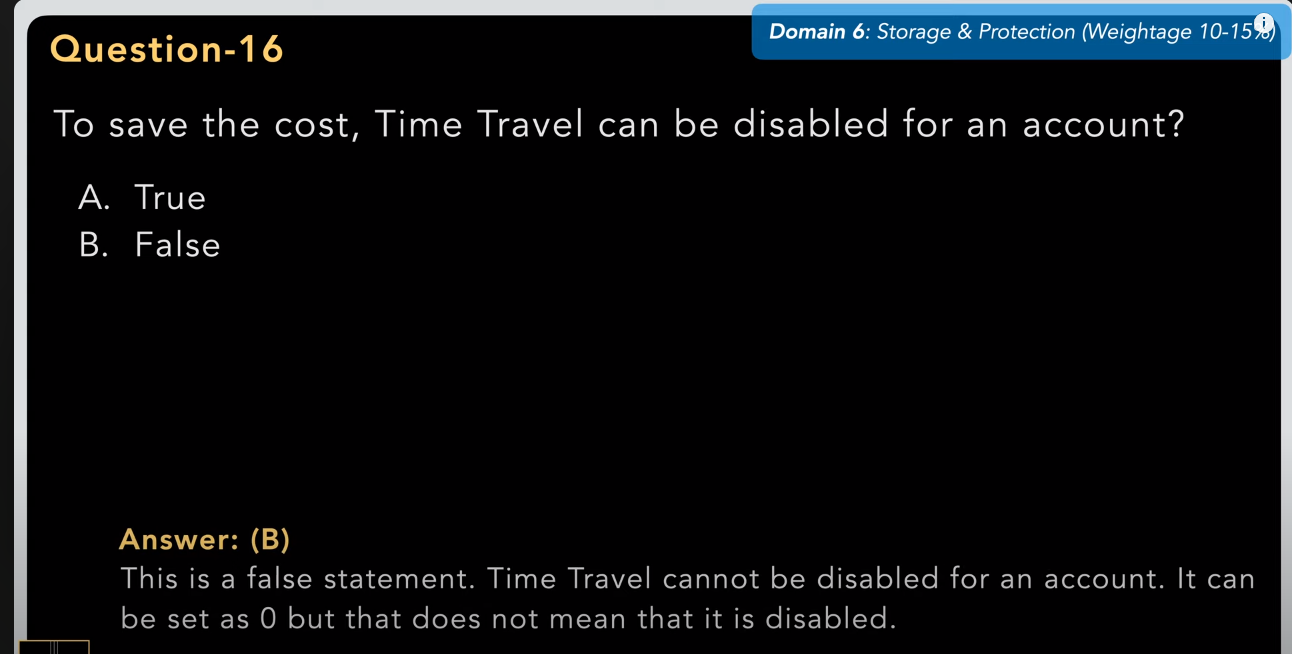 Domain 6: Storage & Protection (Weightage 10-15%)
Question-16
To save the cost, Time Travel can be disabled for an account?
A. True
B. False
Answer: (B)
This is a false statement. Time Travel cannot be disabled for an account. It can
be set as 0 but that does not mean that it is disabled.